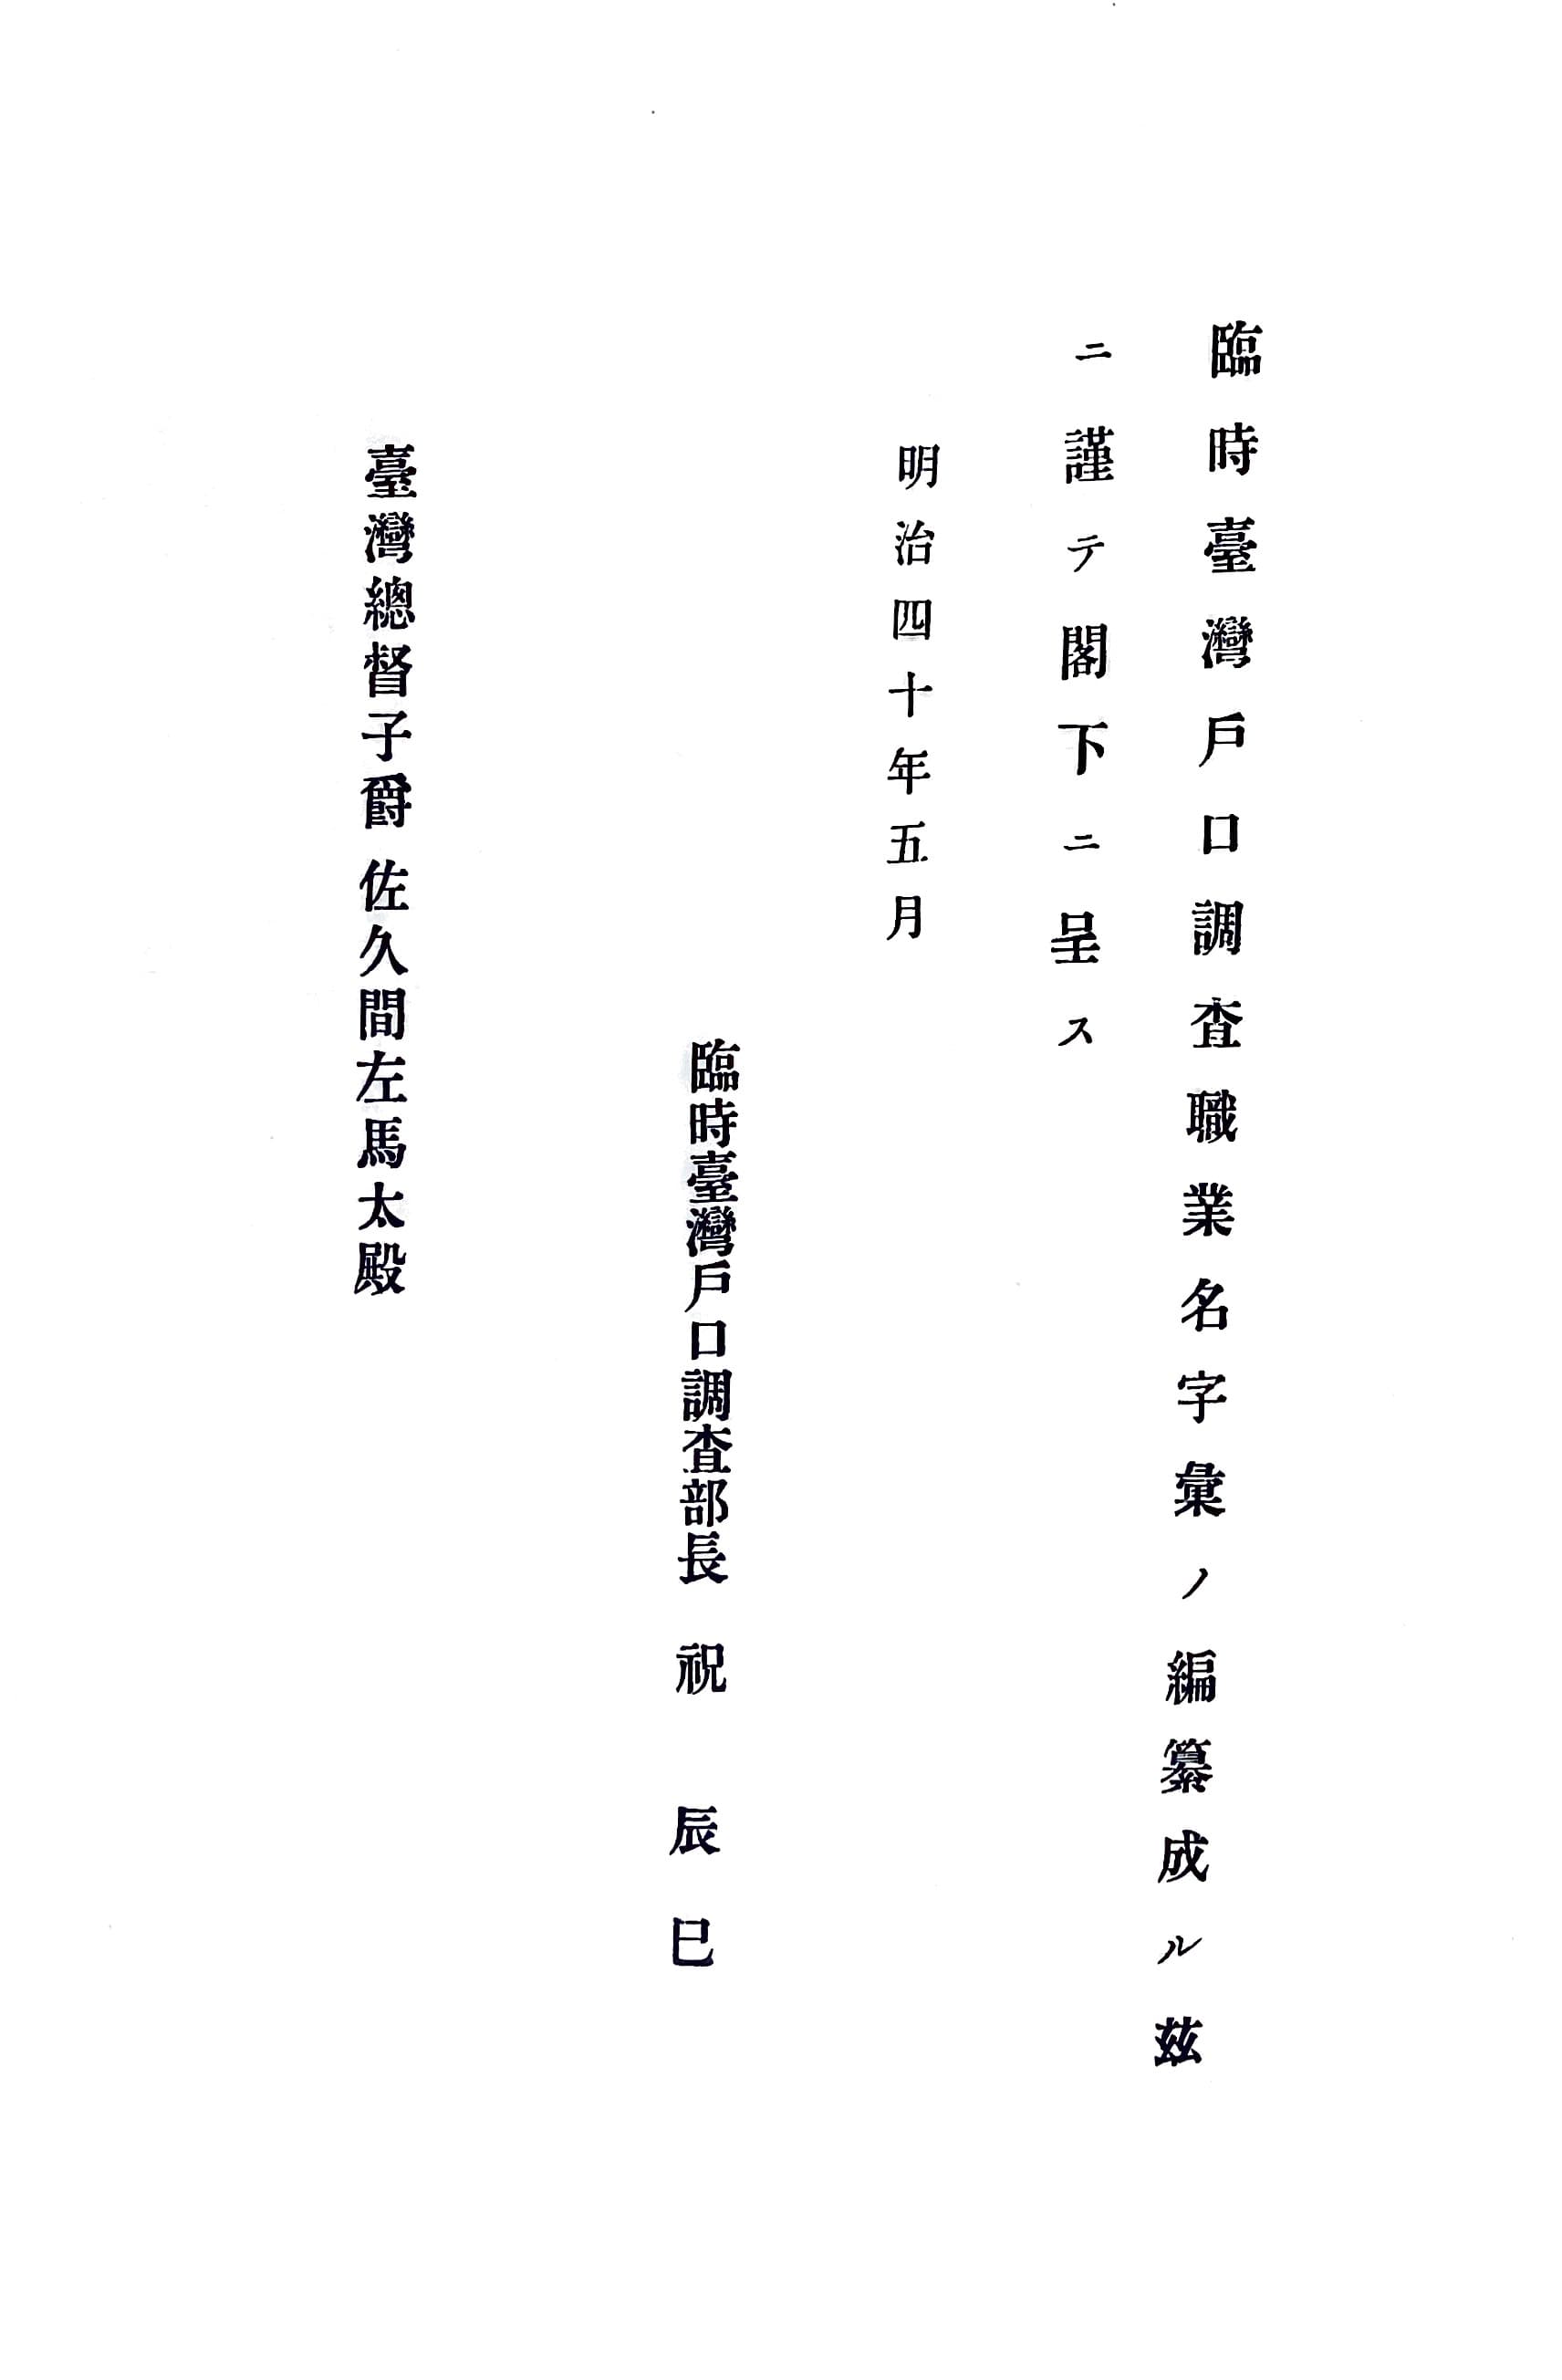 臨時臺灣戶口調査職業名字彙ノ編纂成ル玆
ニ謹テ閣下ニ呈ス
明治四十年五月
臨時臺灣戶口調査部長 祝 辰巳
臺灣總督子爵 佐久間左馬太殿